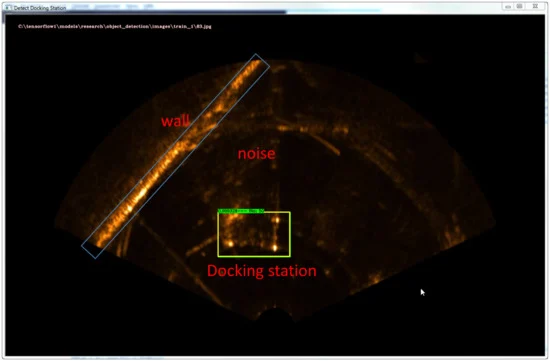 Detect Docking Station
C:\tensorflow1\models\research\object_detection\images\train_1\83.jpg
wall
noise
Docking station